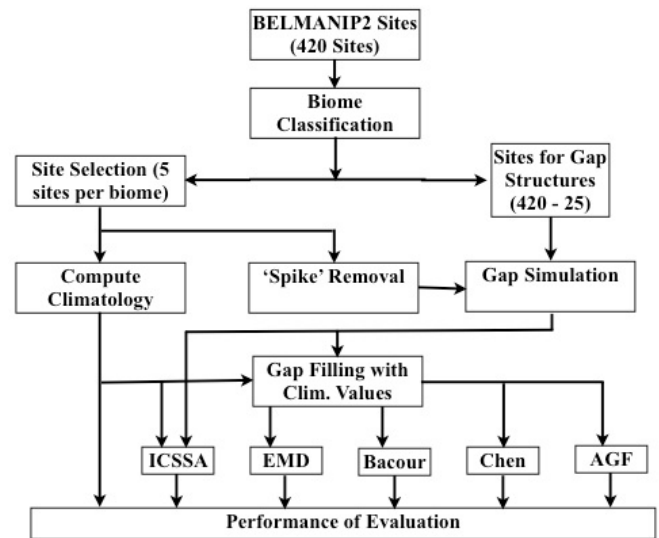 BELMANIP2 Sites
(420 Sites)
Biome
Classification
Site Selection (5
sites per biome)
Sites for Gap
Structures
(420 - 25)
Compute
Climatology
‘Spike’ Removal
Gap Simulation
Gap Filling with
Clim. Values
ICSSA
EMD
Bacour
Chen
AGF
Performance of Evaluation